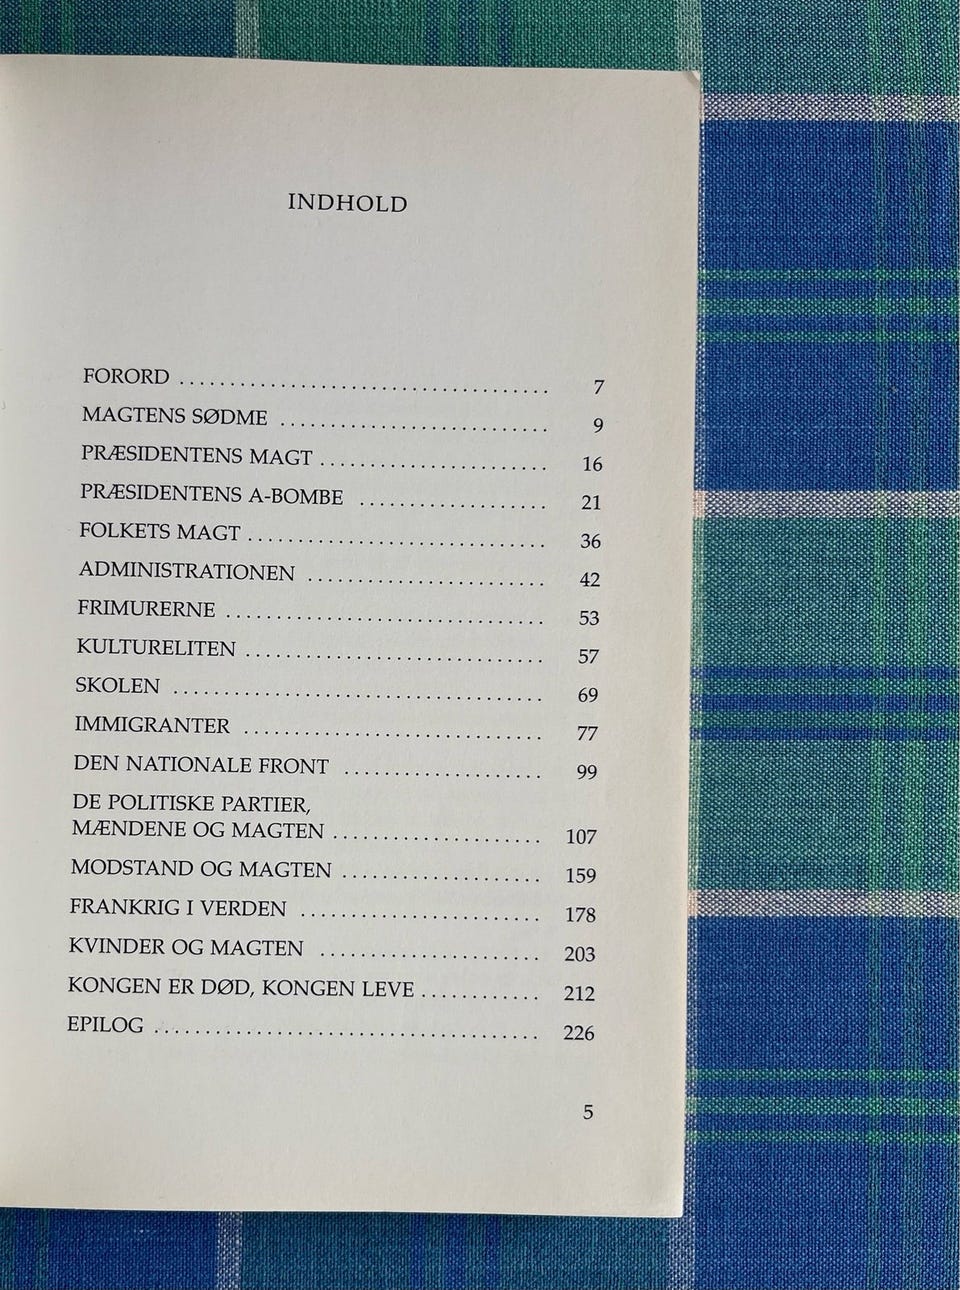 INDHOLD
FORORD ..................................... 7
MAGTENS SØDME ........................... 9
PRÆSIDENTENS MAGT ....................... 16
PRÆSIDENTENS A-BOMBE ................... 21
FOLKETS MAGT .............................. 36
ADMINISTRATIONEN ........................ 42
FRIMURERNE ................................ 53
KULTURELITEN .............................. 57
SKOLEN ..................................... 69
IMMIGRANTER .............................. 77
DEN NATIONALE FRONT .................... 99
DE POLITISKE PARTIER,
MÆNDENE OG MAGTEN ..................... 107
MODSTAND OG MAGTEN .................... 159
FRANKRIG I VERDEN ........................ 178
KVINDER OG MAGTEN ...................... 203
KONGEN ER DØD, KONGEN LEVE ............ 212
EPILOG ...................................... 226
5